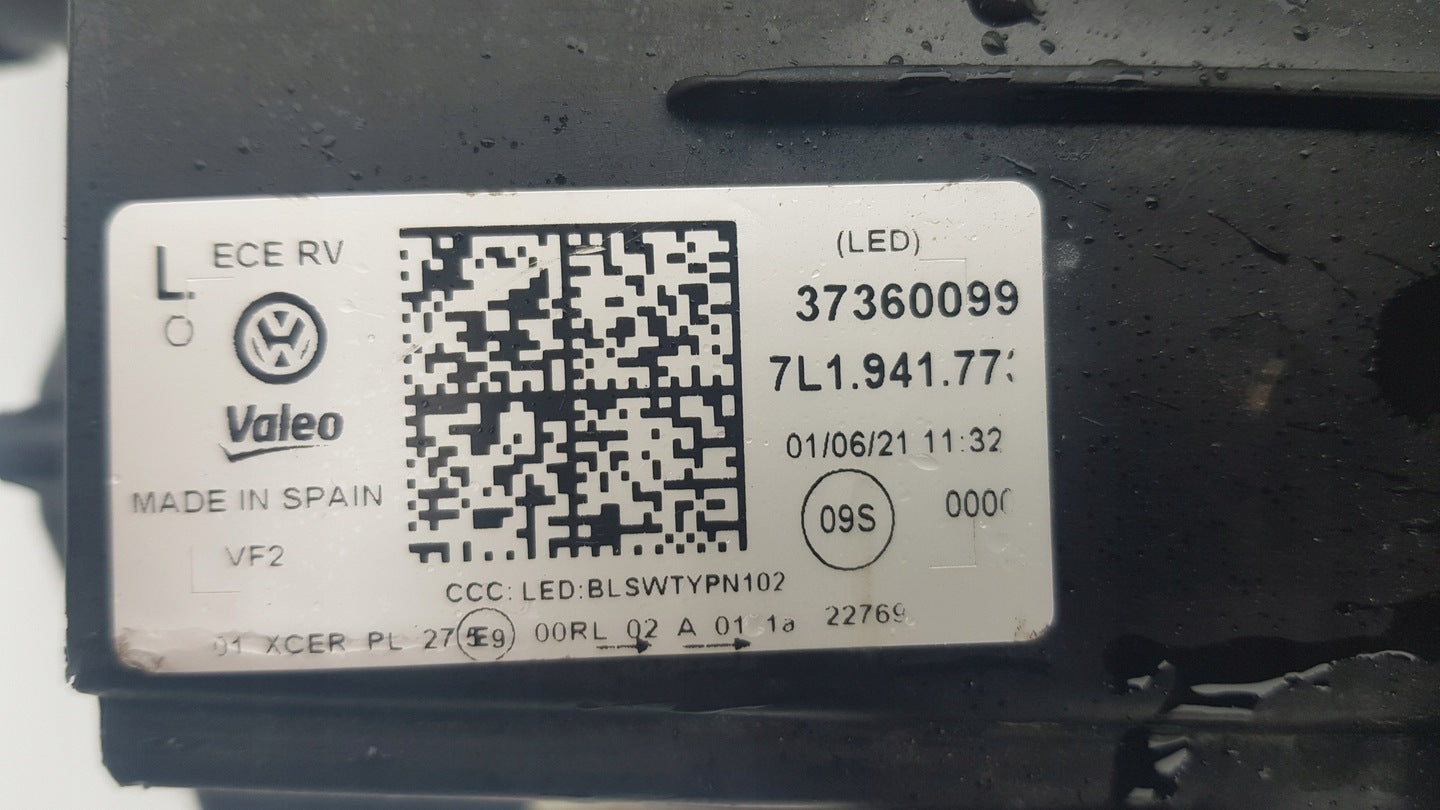 L ECE RV
Valeo
MADE IN SPAIN
VF2
(LED)
37360099
7L1.941.77
01/06/21 11:32
09S
000
CCC: LED:BLSWTYPN102
01 XCER PL 27 E9 00RL 02 A 01 1a 22769